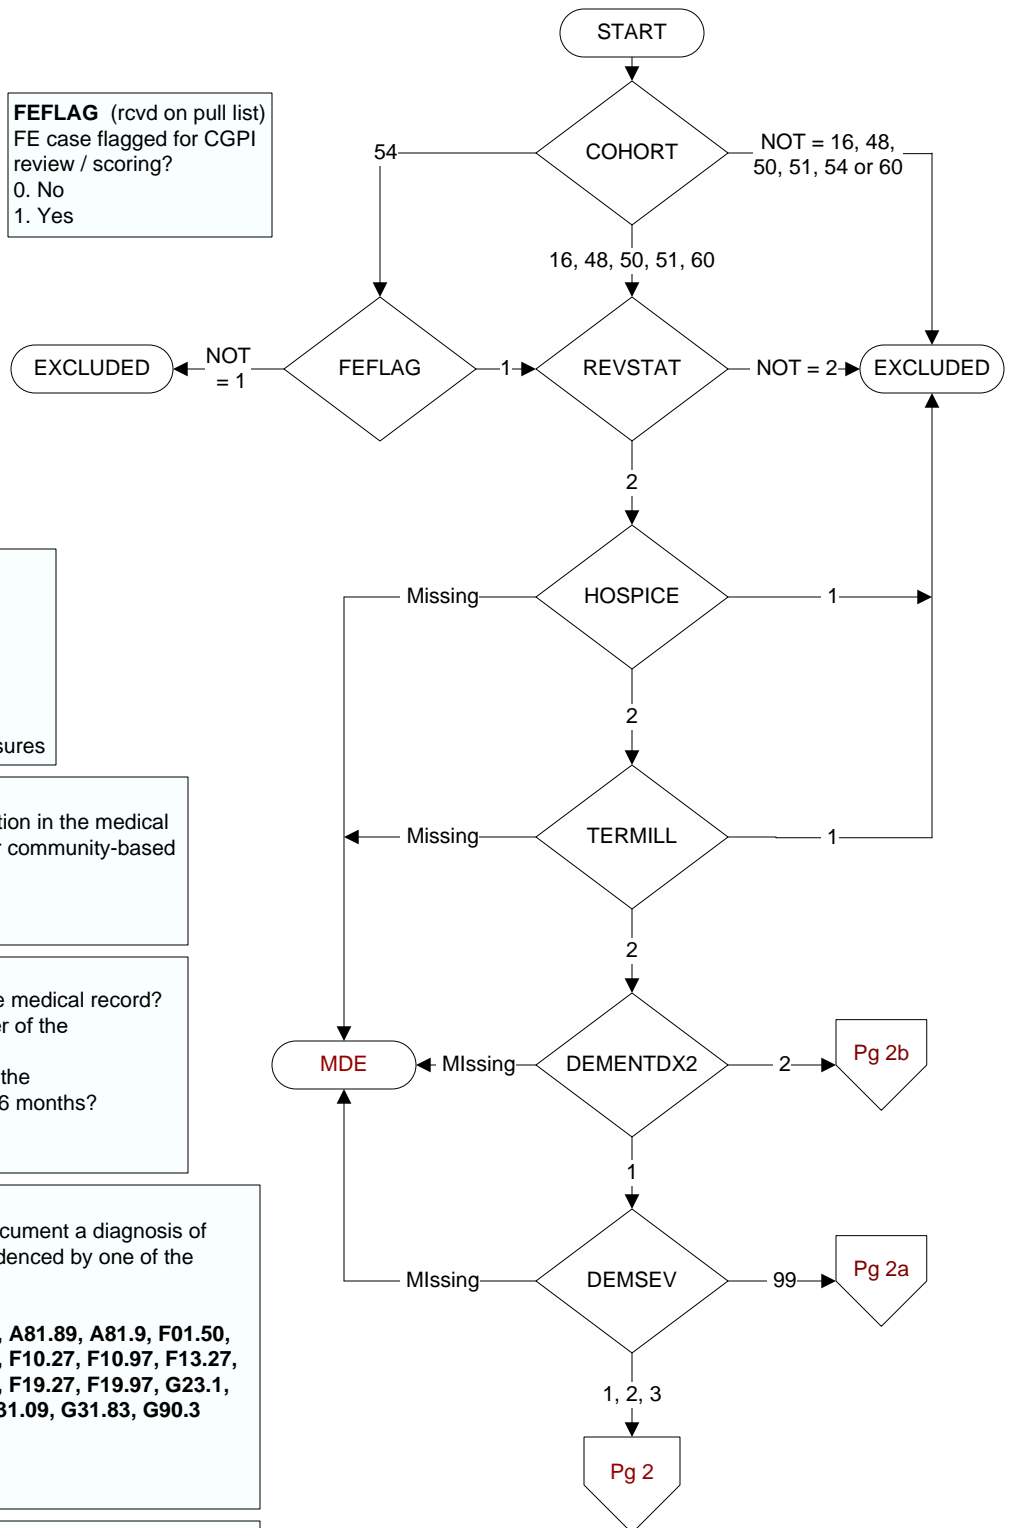 START
FEFLAG (rcvd on pull list)
FE case flagged for CGPI
review / scoring?
0. No
1. Yes
54
COHORT
NOT = 16, 48,
50, 51, 54 or 60
16, 48, 50, 51, 60
EXCLUDED
NOT
= 1
FEFLAG
1
REVSTAT
NOT = 2
EXCLUDED
2
Missing
HOSPICE
1
2
sures
tion in the medical
r community-based
Missing
TERMILL
1
2
e medical record?
er of the
the
6 months?
MDE
MIssing
DEMENTDX2
2
Pg 2b
1
cument a diagnosis of
denced by one of the
MIssing
DEMSEV
99
Pg 2a
, A81.89, A81.9, F01.50,
, F10.27, F10.97, F13.27,
, F19.27, F19.97, G23.1,
31.09, G31.83, G90.3
1, 2, 3
Pg 2